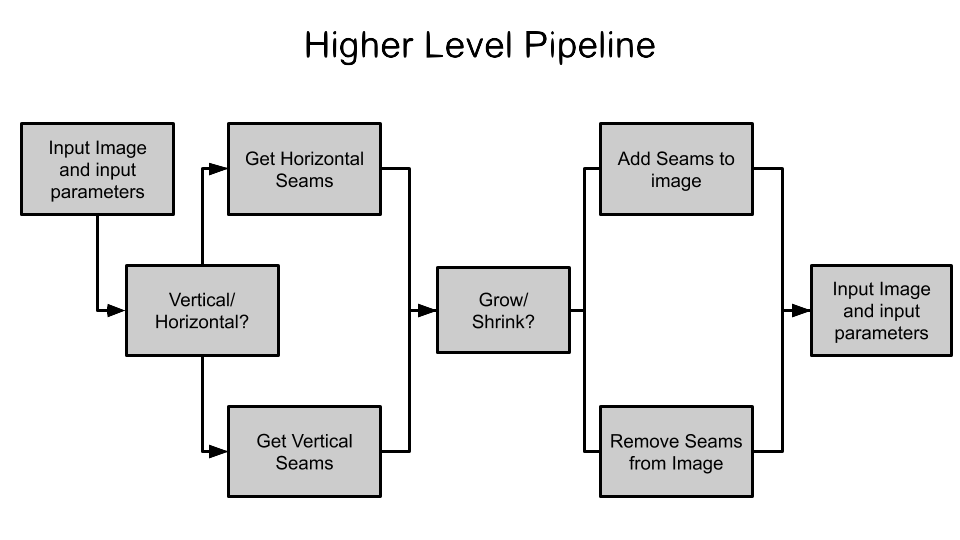 Higher Level Pipeline
Input Image
and input
parameters
Get Horizontal
Seams
Add Seams to
image
Vertical/
Horizontal?
Grow/
Shrink?
Input Image
and input
parameters
Get Vertical
Seams
Remove Seams
from Image